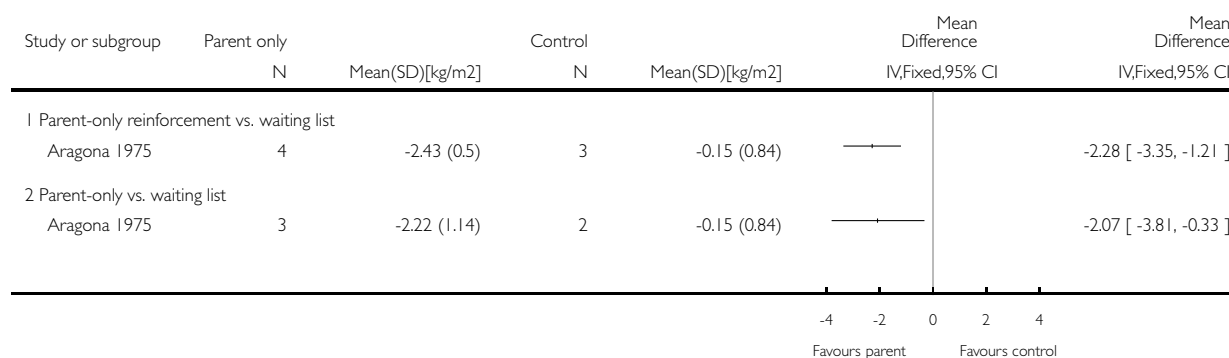 Study or subgroup Parent only Control Mean Difference Mean Difference
N Mean(SD)[kg/m2] N Mean(SD)[kg/m2] IV,Fixed,95% CI IV,Fixed,95% CI
1 Parent-only reinforcement vs. waiting list
Aragona 1975 4 -2.43 (0.5) 3 -0.15 (0.84) -2.28 [ -3.35, -1.21 ]
2 Parent-only vs. waiting list
Aragona 1975 3 -2.22 (1.14) 2 -0.15 (0.84) -2.07 [ -3.81, -0.33 ]
-4 -2 0 2 4
Favours parent Favours control